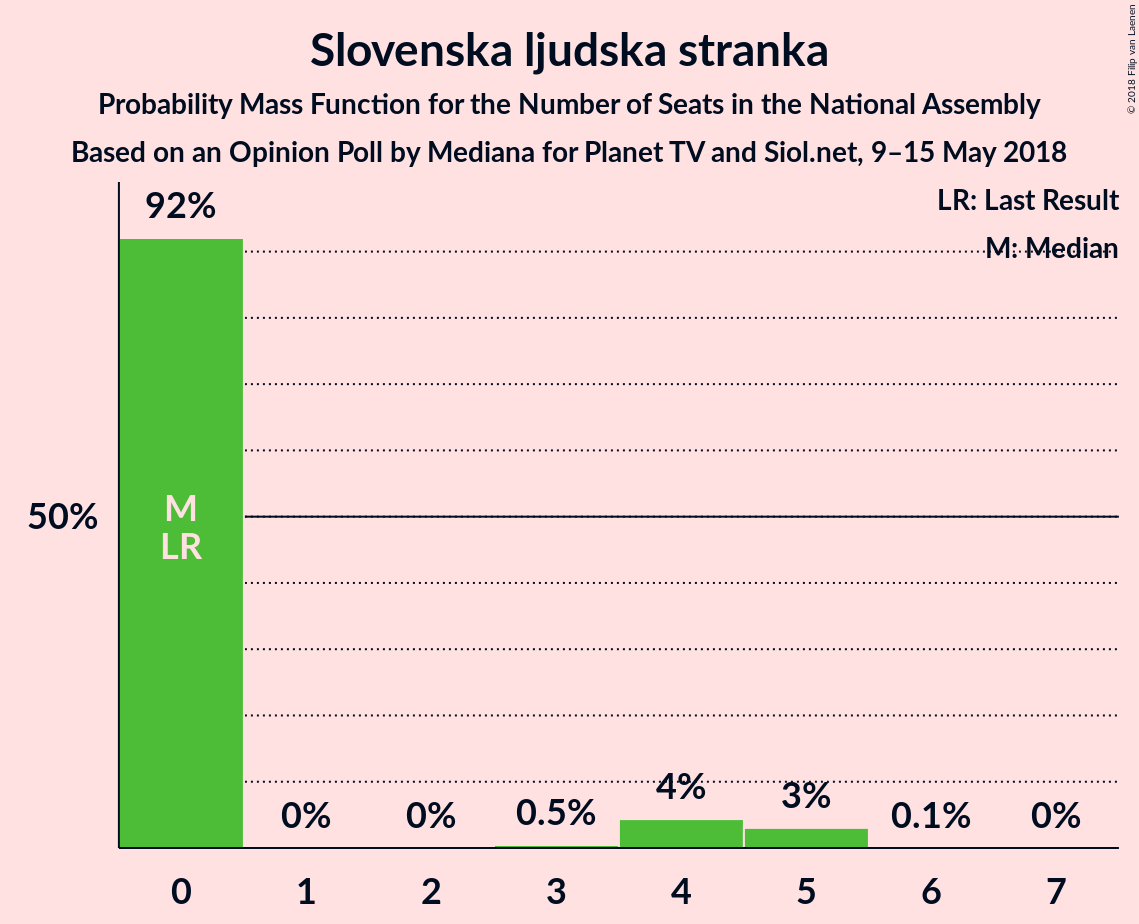 Slovenska ljudska stranka
Probability Mass Function for the Number of Seats in the National Assembly
Based on an Opinion Poll by Mediana for Planet TV and Siol.net, 9–15 May 2018
© 2018 Filip van Laenen
LR: Last Result
M: Median
92%
50%
M
LR
0%
0%
0.5%
4%
3%
0.1%
0%
0
1
2
3
4
5
6
7